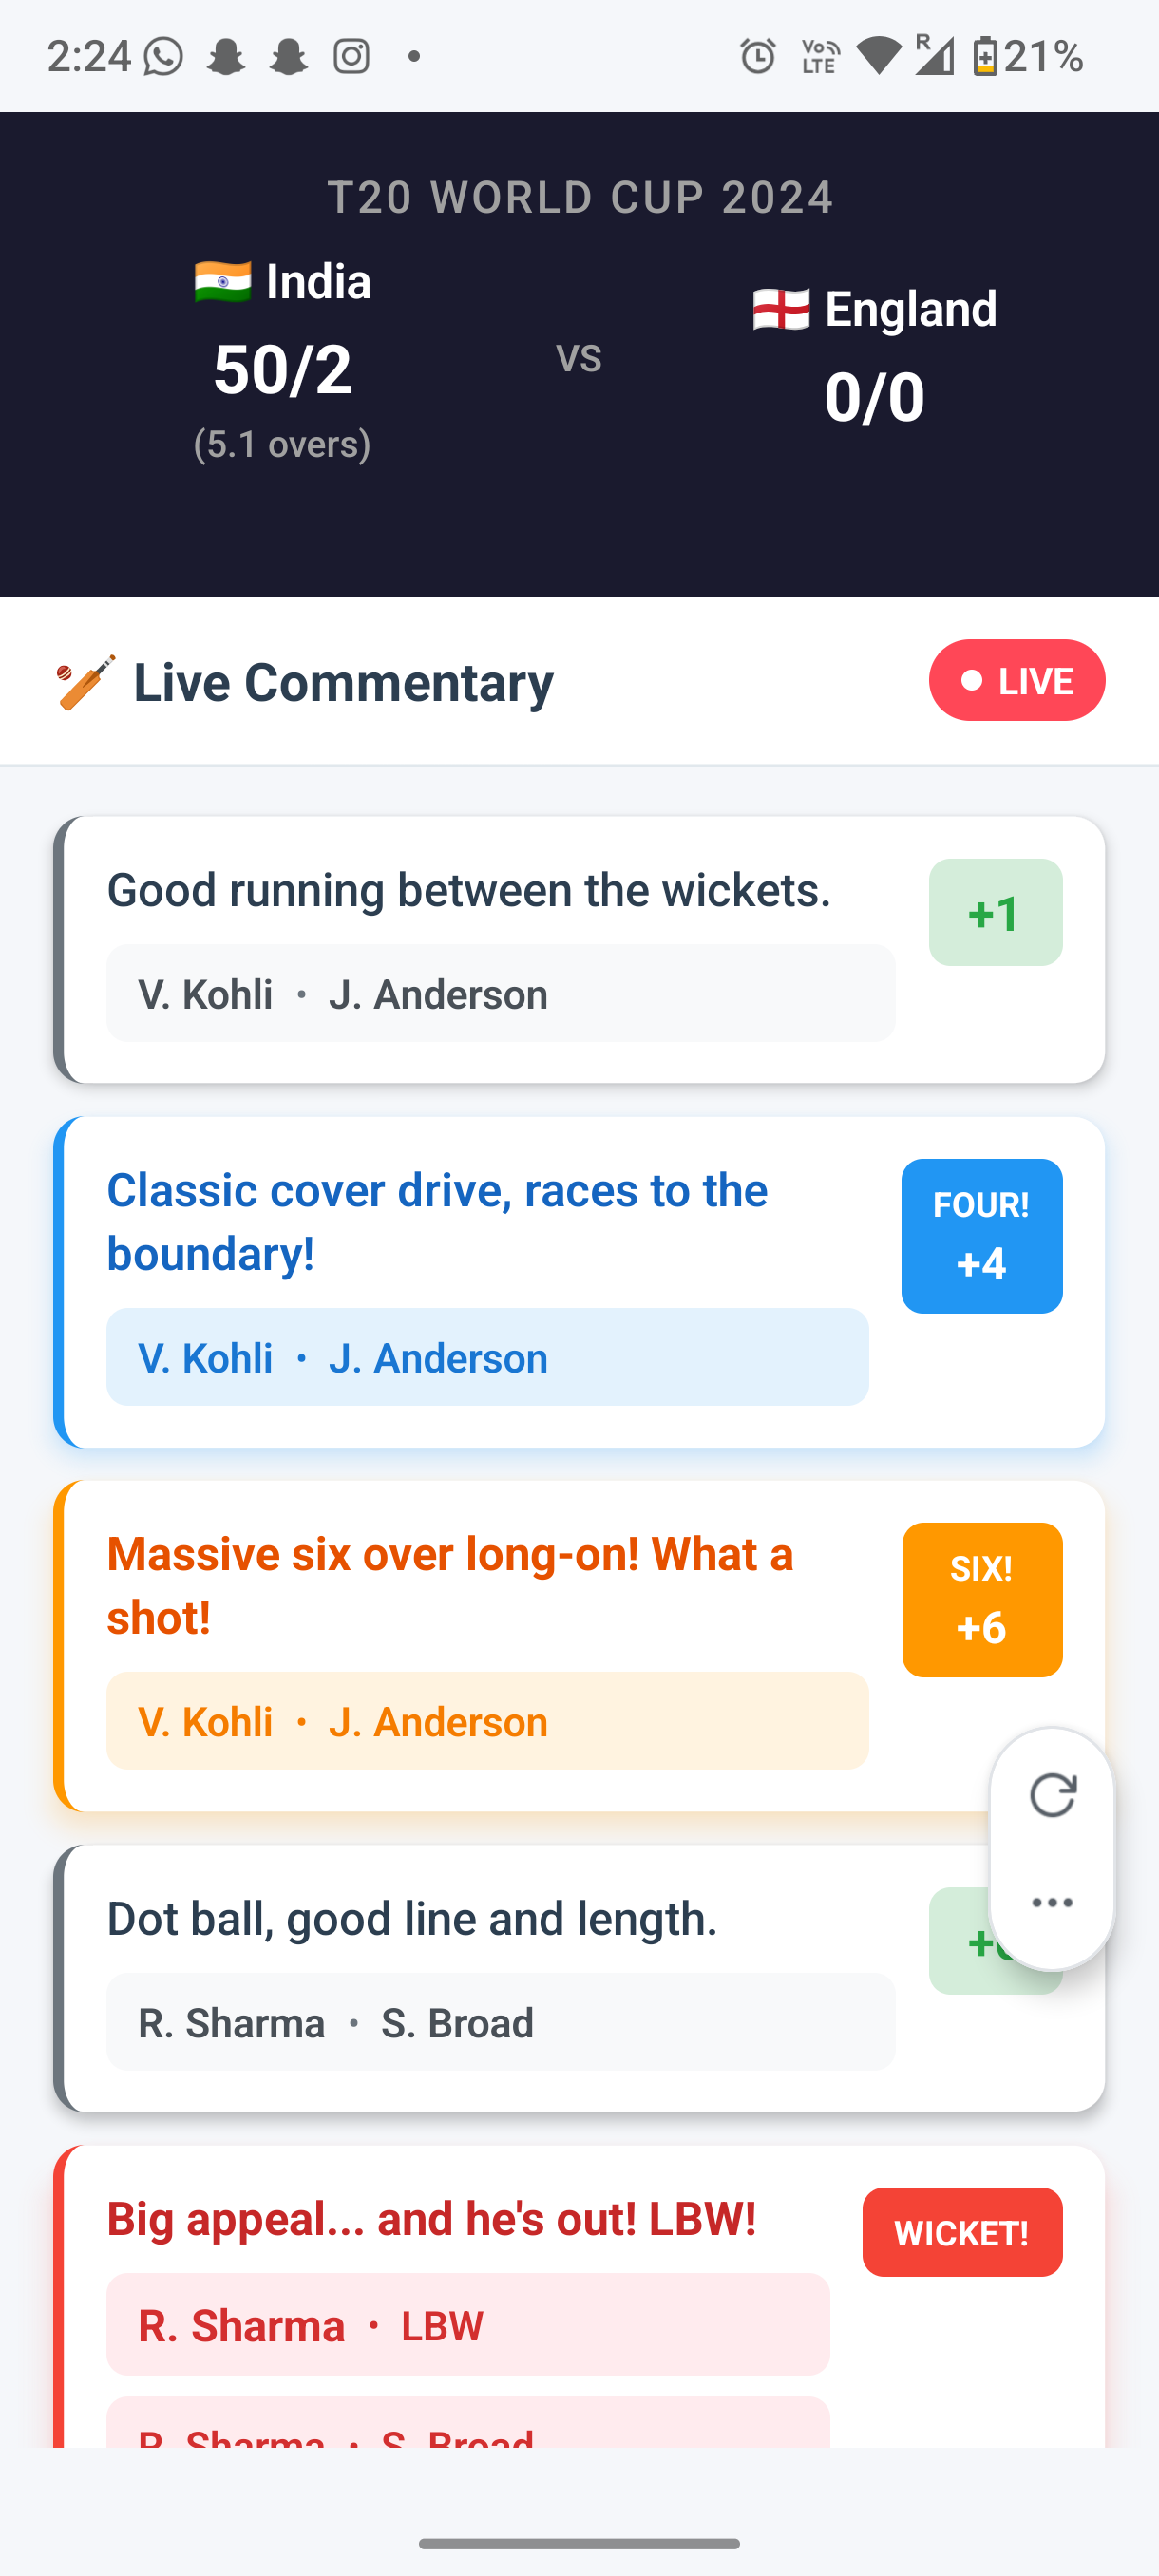 2:24
VoLTE R 21%
T20 WORLD CUP 2024
India
50/2
(5.1 overs)
VS
England
0/0
Live Commentary
LIVE
Good running between the wickets.
+1
V. Kohli • J. Anderson
Classic cover drive, races to the
boundary!
FOUR!
+4
V. Kohli • J. Anderson
Massive six over long-on! What a
shot!
SIX!
+6
V. Kohli • J. Anderson
Dot ball, good line and length.
R. Sharma • S. Broad
Big appeal... and he's out! LBW!
WICKET!
R. Sharma • LBW
R. Sharma • S. Broad